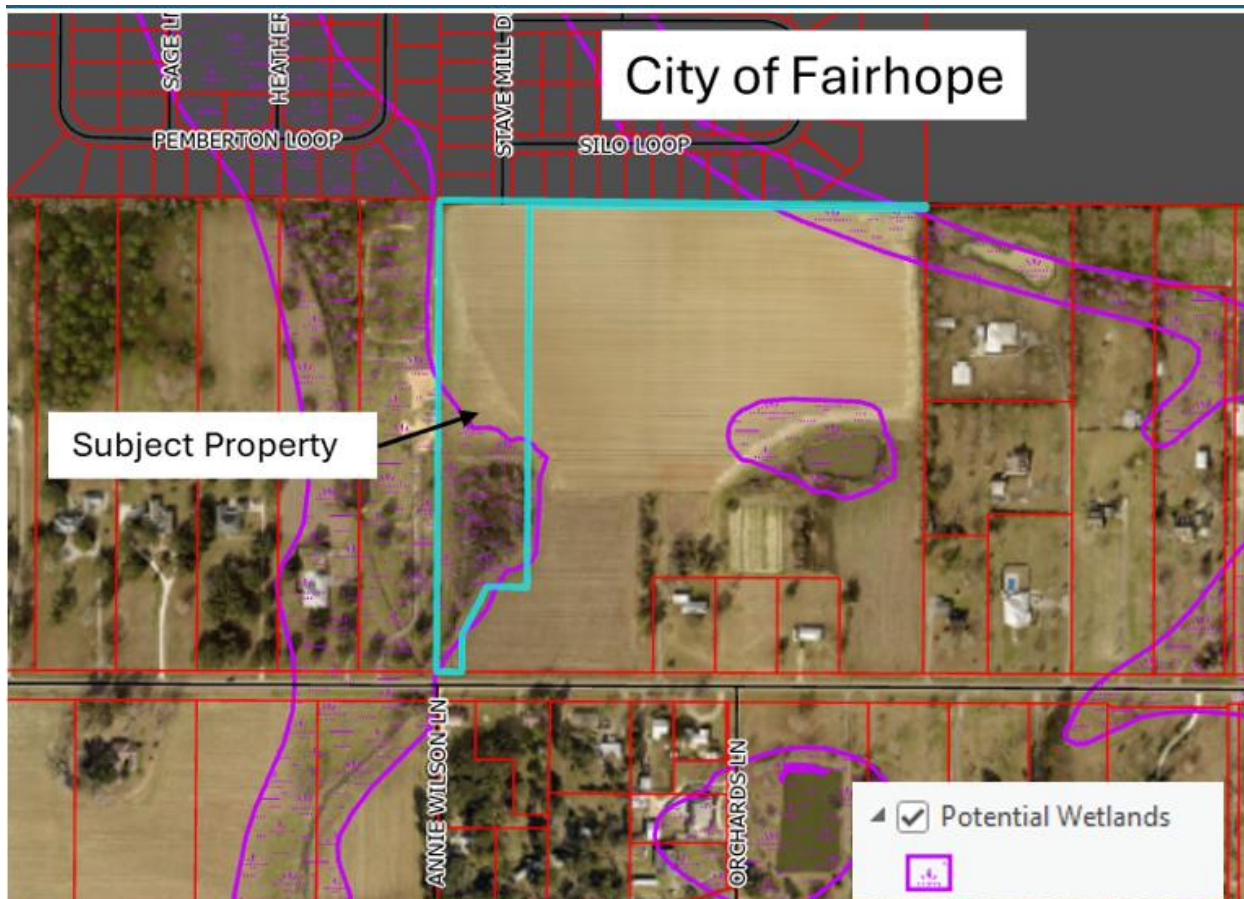 SAGE L
HEATHER
STAVE MILL D
City of Fairhope
PEMBERTON LOOP
SILO LOOP
Subject Property
ANNIE WILSON LN
ORCHARDS LN
Potential Wetlands